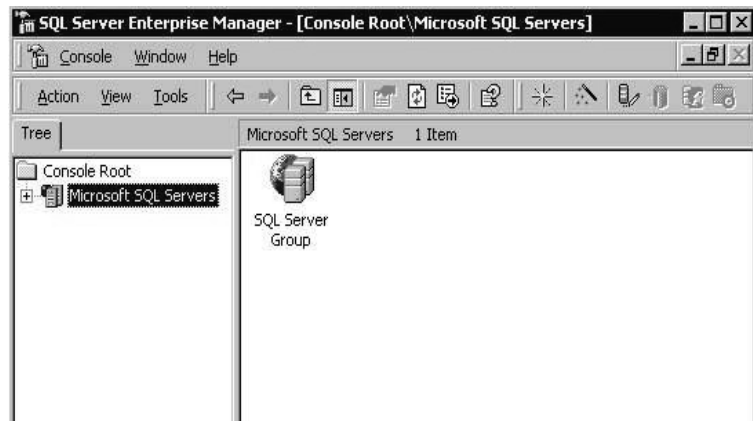 SQL Server Enterprise Manager - [Console Root\Microsoft SQL Servers]
Console Window Help
Action View Tools
Tree
Microsoft SQL Servers 1 Item
Console Root
Microsoft SQL Servers
SQL Server
Group